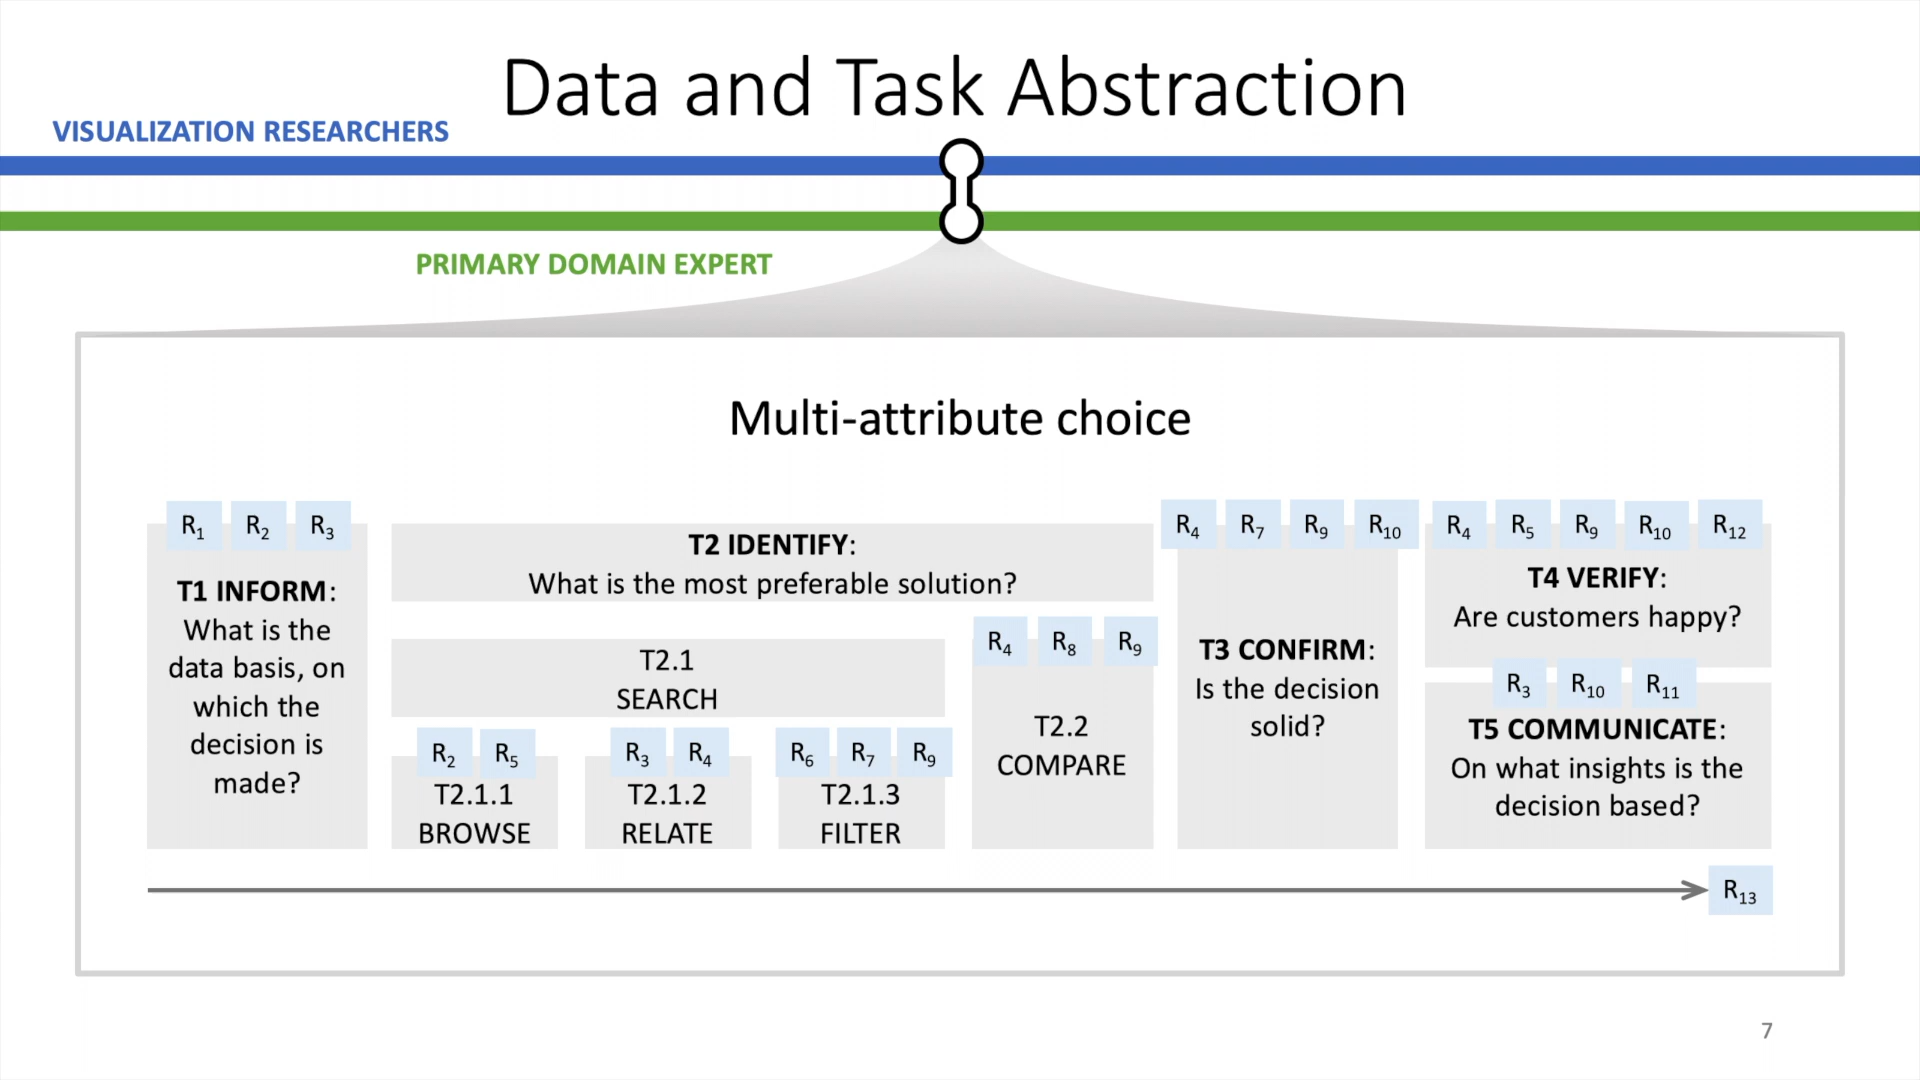 Data and Task Abstraction
VISUALIZATION RESEARCHERS
PRIMARY DOMAIN EXPERT
Multi-attribute choice
R1 R2 R3
T1 INFORM:
What is the
data basis, on
which the
decision is
made?
T2 IDENTIFY:
What is the most preferable solution?
T2.1
SEARCH
R2 R5
T2.1.1
BROWSE
R3 R4
T2.1.2
RELATE
R6 R7 R9
T2.1.3
FILTER
R4 R8 R9
T2.2
COMPARE
R4 R7 R9 R10
T3 CONFIRM:
Is the decision
solid?
R4 R5 R9 R10 R12
T4 VERIFY:
Are customers happy?
R3 R10 R11
T5 COMMUNICATE:
On what insights is the
decision based?
R13
7